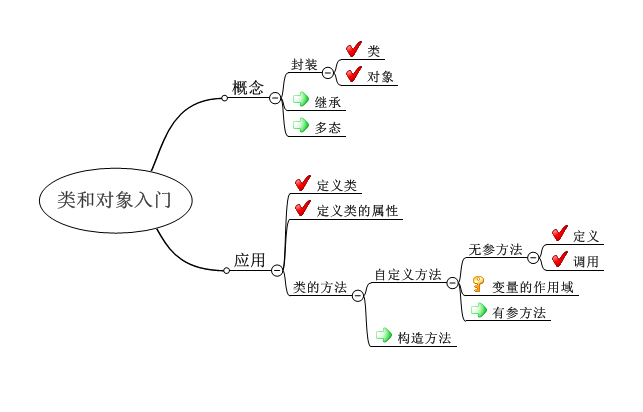 类和对象入门
概念
封装
类
对象
继承
多态
应用
定义类
定义类的属性
类的方法
自定义方法
无参方法
定义
调用
变量的作用域
有参方法
构造方法